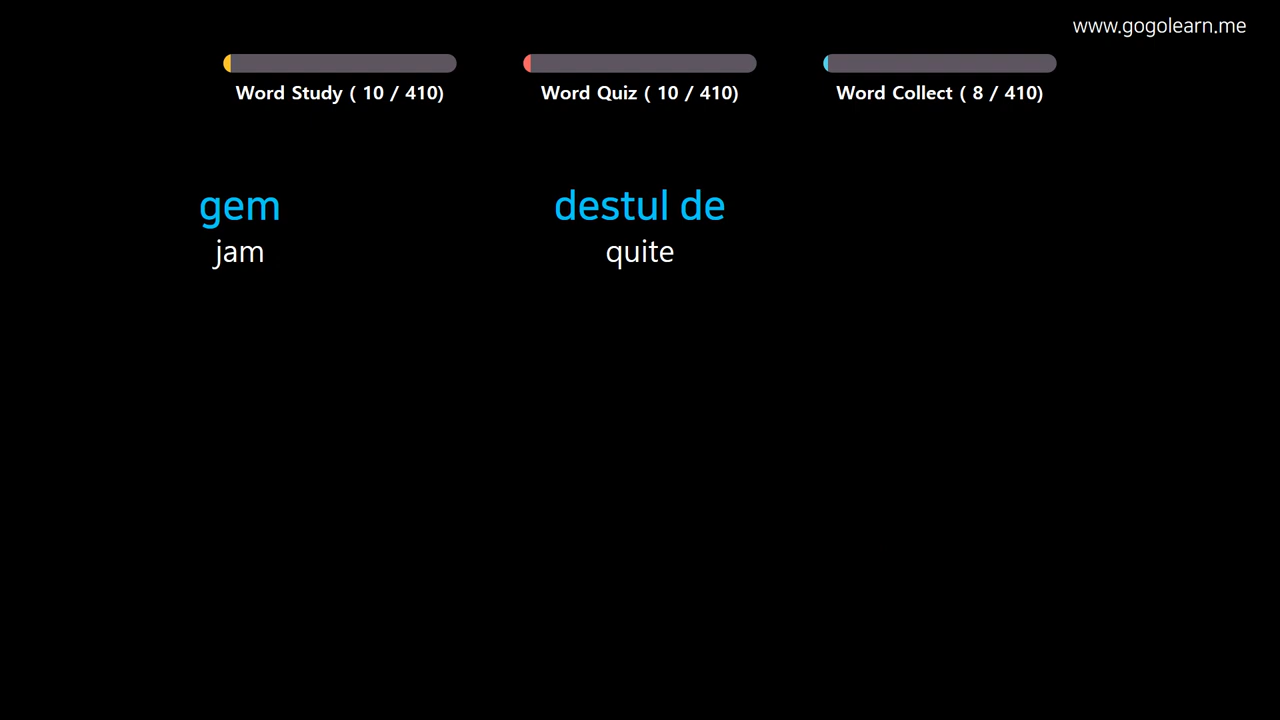 www.gogolearn.me
Word Study ( 10 / 410)
Word Quiz ( 10 / 410)
Word Collect ( 8 / 410)
gem
jam
destul de
quite